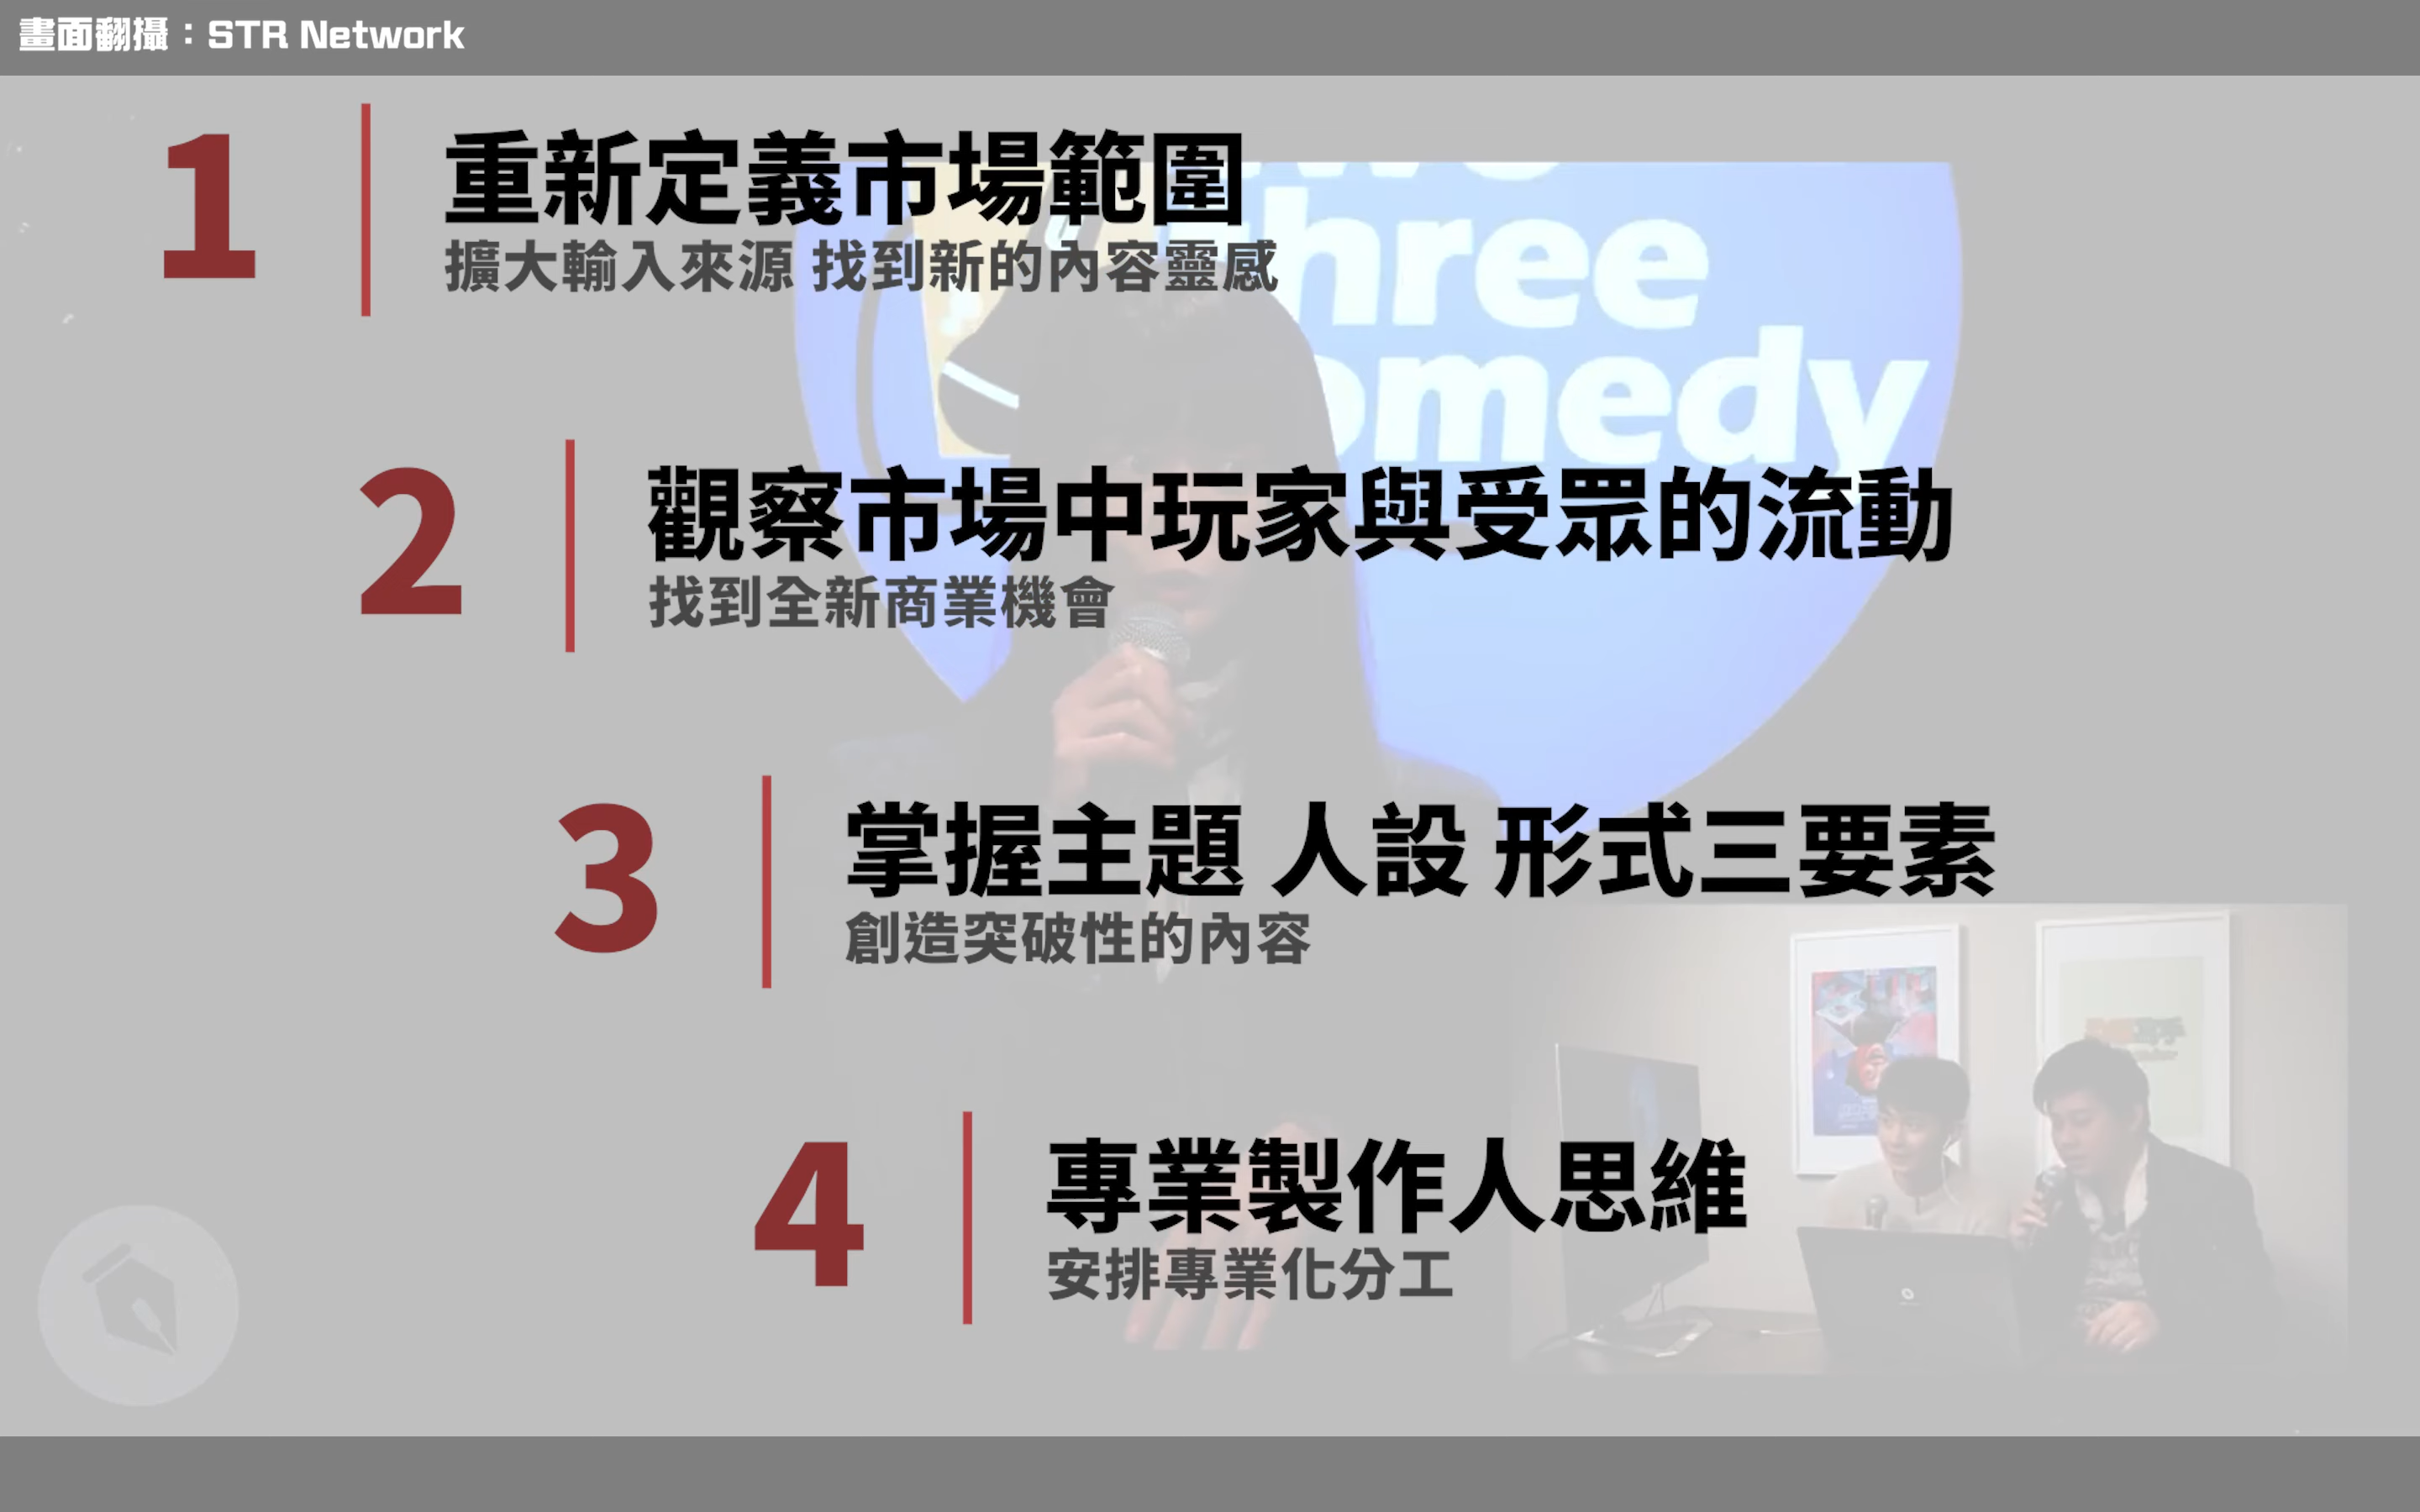 畫面翻攝：STR Network
1
重新定義市場範圍
擴大輸入來源 找到新的內容靈感
hree
omedy
2
觀察市場中玩家與受眾的流動
找到全新商業機會
3
掌握主題 人設 形式三要素
創造突破性的內容
4
專業製作人思維
安排專業化分工